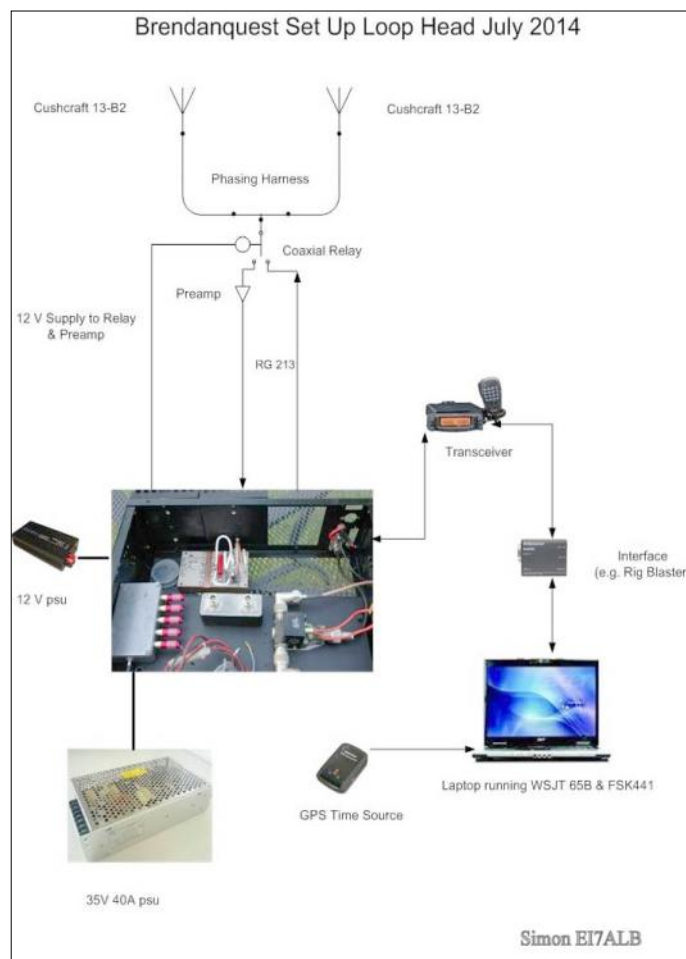 Brendanquest Set Up Loop Head July 2014
Cushcraft 13-B2
Cushcraft 13-B2
Phasing Harness
Coaxial Relay
Preamp
12 V Supply to Relay
& Preamp
RG 213
Transceiver
12 V psu
Interface
(e.g. Rig Blaster
Laptop running WSJT 65B & FSK441
GPS Time Source
35V 40A psu
Simon EI7ALB